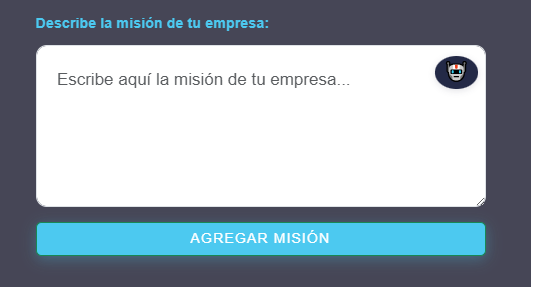 Describe la misión de tu empresa:
Escribe aquí la misión de tu empresa...
AGREGAR MISIÓN